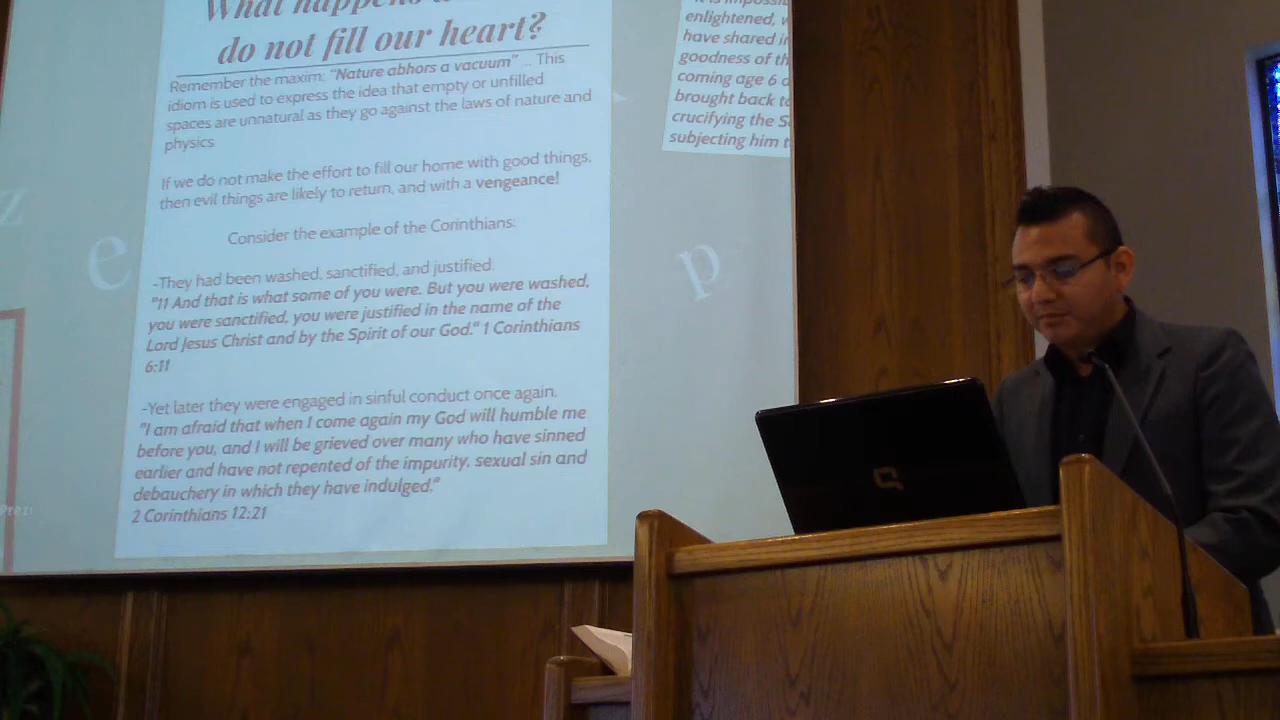 What happens
do not fill our heart?
Remember the maxim: "Nature abhors a vacuum" ... This
idiom is used to express the idea that empty or unfilled
spaces are unnatural as they go against the laws of nature and
physics
If we do not make the effort to fill our home with good things,
then evil things are likely to return, and with a vengeance!
Consider the example of the Corinthians:
-They had been washed, sanctified, and justified.
"11 And that is what some of you were. But you were washed,
you were sanctified, you were justified in the name of the
Lord Jesus Christ and by the Spirit of our God." 1 Corinthians
6:11
-Yet later they were engaged in sinful conduct once again.
"I am afraid that when I come again my God will humble me
before you, and I will be grieved over many who have sinned
earlier and have not repented of the impurity, sexual sin and
debauchery in which they have indulged."
2 Corinthians 12:21
enlightened,
have shared in
goodness of th
coming age 6
brought back to
crucifying the S
subjecting him t
z
e
p
Prezi